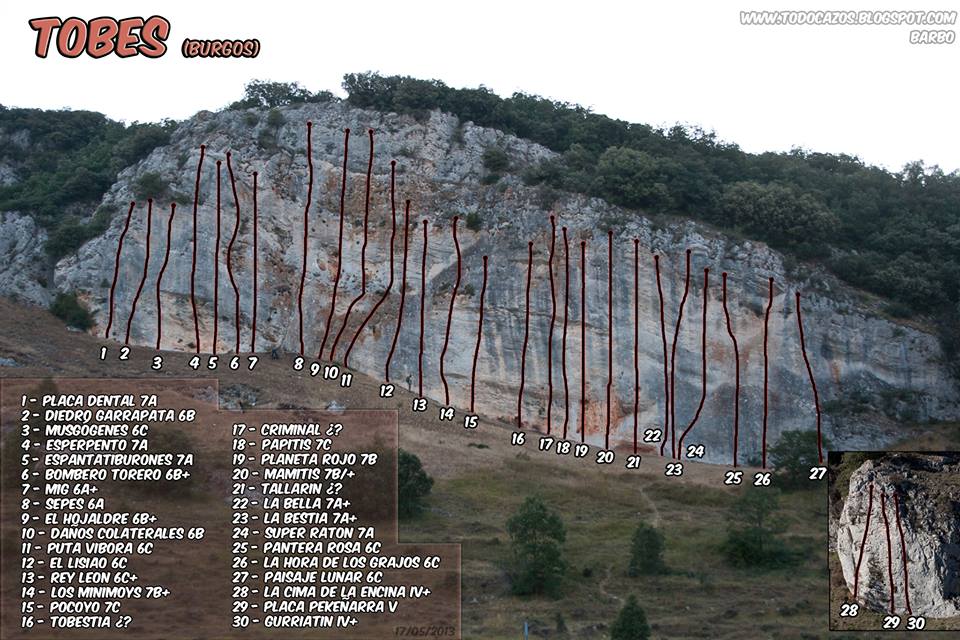 TOBES (BURGOS)
WWW.TODOCAZOS.BLOGSPOT.COM
BARBO
1 2 3 4 5 6 7 8 9 10 11 12 13 14 15 16 17 18 19 20 21 22 23 24 25 26 27
1 - PLACA DENTAL 7A
2 - DIEDRO GARRAPATA 6B
3 - MUSGOGENES 6C
4 - ESPERPENTO 7A
5 - ESPANTATIBURONES 7A
6 - BOMBERO TORERO 6B+
7 - MIG 6A+
8 - SEPES 6A
9 - EL HOJALDRE 6B+
10 - DAÑOS COLATERALES 6B
11 - PUTA VIBORA 6C
12 - EL LISIAO 6C
13 - REY LEON 6C+
14 - LOS MINIMOYS 7B+
15 - POCOYO 7C
16 - TOBESTIA ¿?
17 - CRIMINAL ¿?
18 - PAPITIS 7C
19 - PLANETA ROJO 7B
20 - MAMITIS 7B/+
21 - TALLARIN ¿?
22 - LA BELLA 7A+
23 - LA BESTIA 7A+
24 - SUPER RATON 7A
25 - PANTERA ROSA 6C
26 - LA HORA DE LOS GRAJOS 6C
27 - PAISAJE LUNAR 6C
28 - LA CIMA DE LA ENCINA IV+
29 - PLACA PEKEÑARRA V
30 - GURRIATIN IV+
17/05/2013
28 29 30